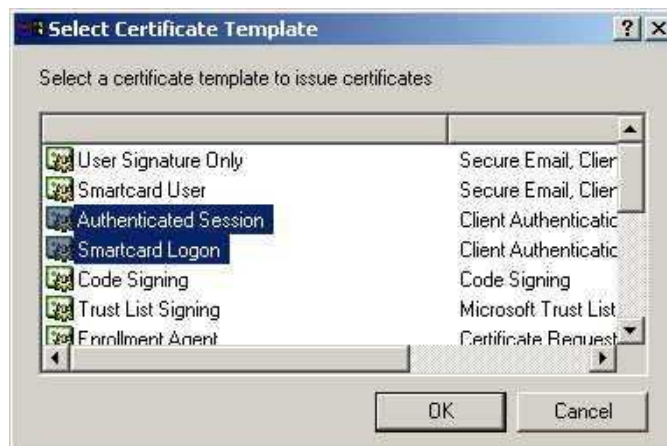 Select Certificate Template
Select a certificate template to issue certificates
User Signature Only Secure Email, Clier
Smartcard User Secure Email, Clier
Authenticated Session Client Authenticatic
Smartcard Logon Client Authenticatic
Code Signing Code Signing
Trust List Signing Microsoft Trust List
Enrollment Agent Certificate Request
OK Cancel